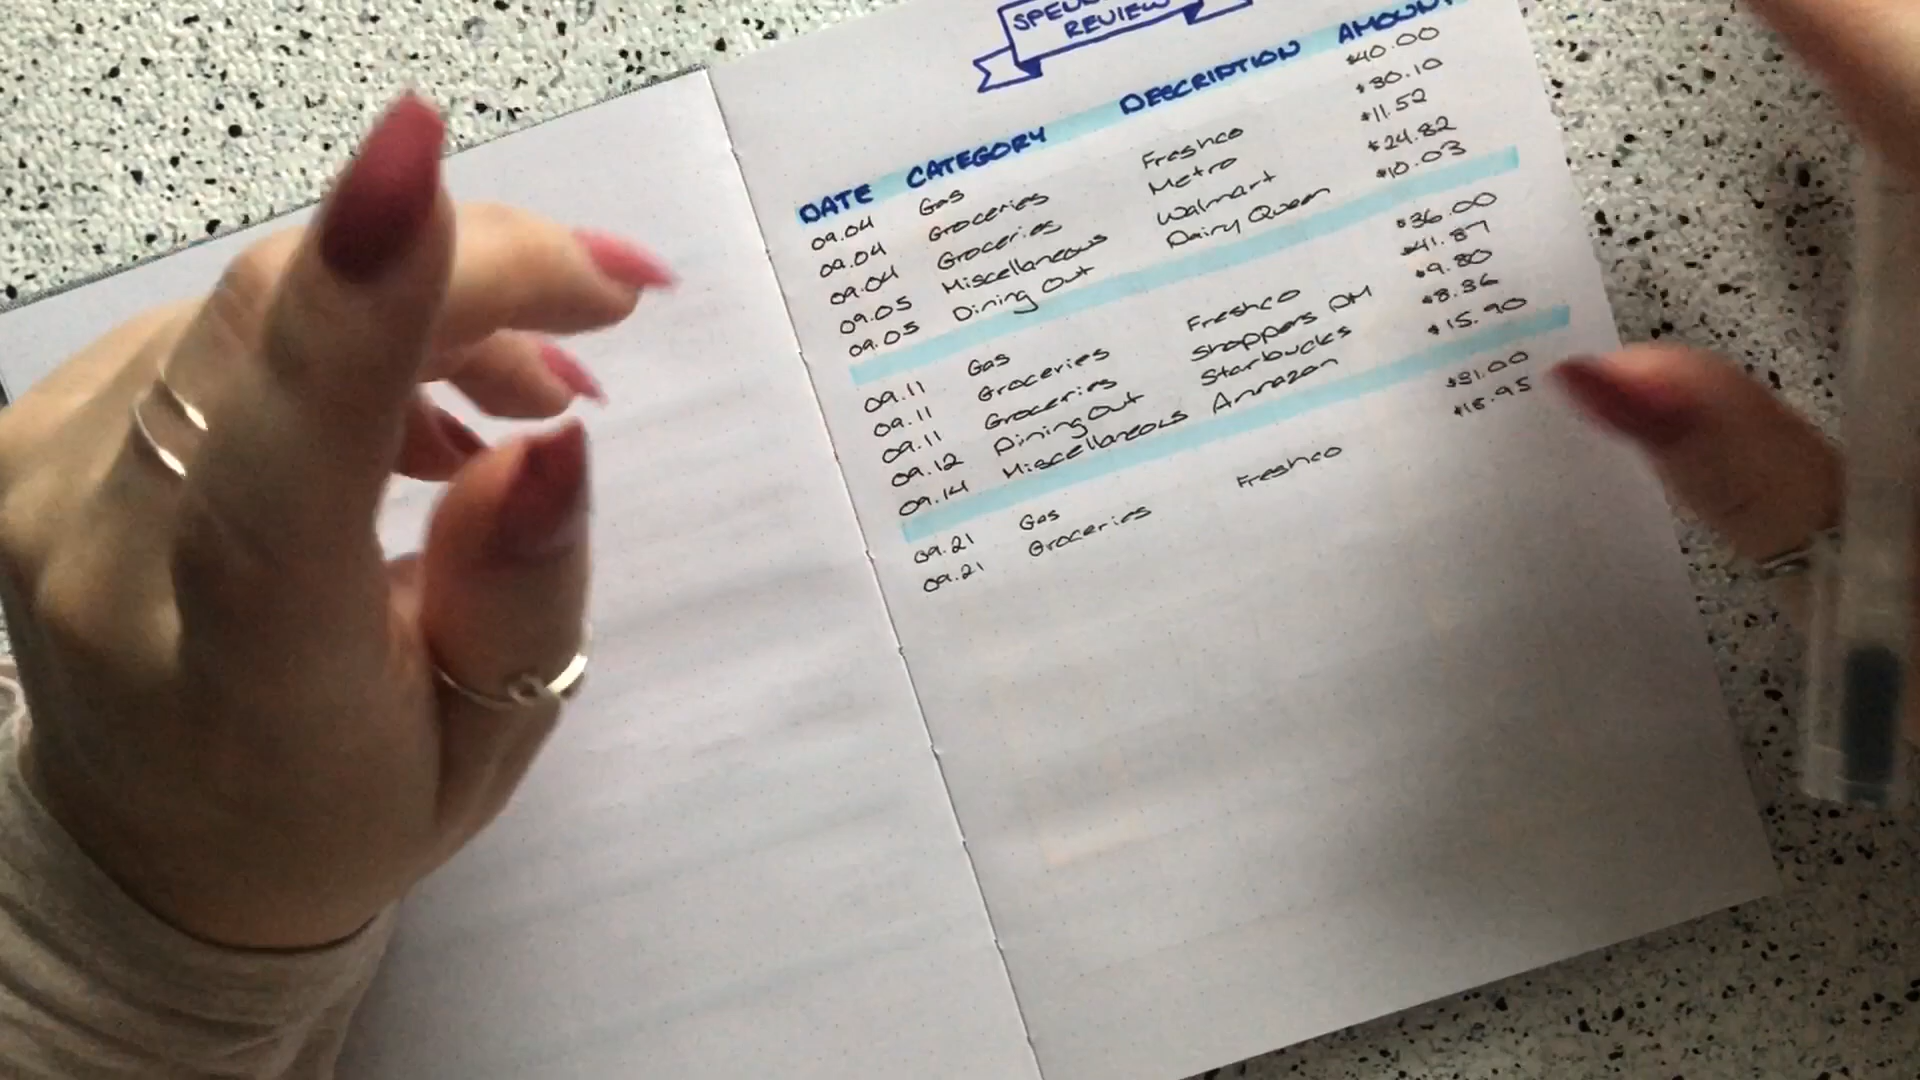 REVIEW
DATE CATEGORY DESCRIPTION AMOUNT
09.04 Gas $40.00
09.04 Groceries Freshco $80.10
09.04 Groceries Metro $11.52
09.05 Miscellaneous Walmart $24.82
09.05 Dining Out Dairy Queen $10.03
09.11 Gas $36.00
09.11 Groceries Freshco $41.87
09.11 Groceries Shoppers DM $9.80
09.12 Dining Out Starbucks $8.36
09.14 Miscellaneous Amazon $15.90
09.21 Gas $31.00
09.21 Groceries Freshco